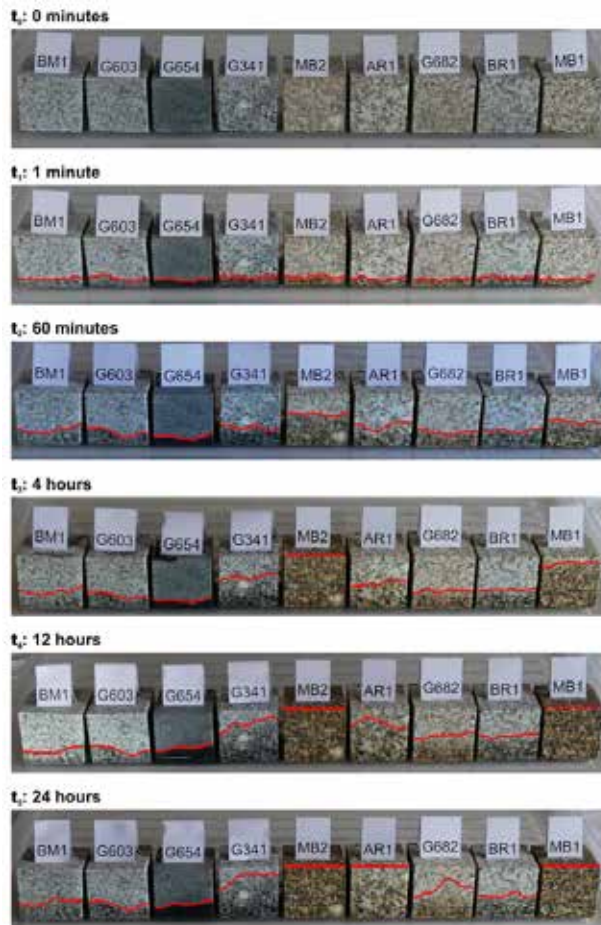 t₀: 0 minutes
BM1 G603 G654 G341 MB2 AR1 G682 BR1 MB1
t₁: 1 minute
BM1 G603 G654 G341 MB2 AR1 G682 BR1 MB1
t₂: 60 minutes
BM1 G603 G654 G341 MB2 AR1 G682 BR1 MB1
t₃: 4 hours
BM1 G603 G654 G341 MB2 AR1 G682 BR1 MB1
t₄: 12 hours
BM1 G603 G654 G341 MB2 AR1 G682 BR1 MB1
t₅: 24 hours
BM1 G603 G654 G341 MB2 AR1 G682 BR1 MB1